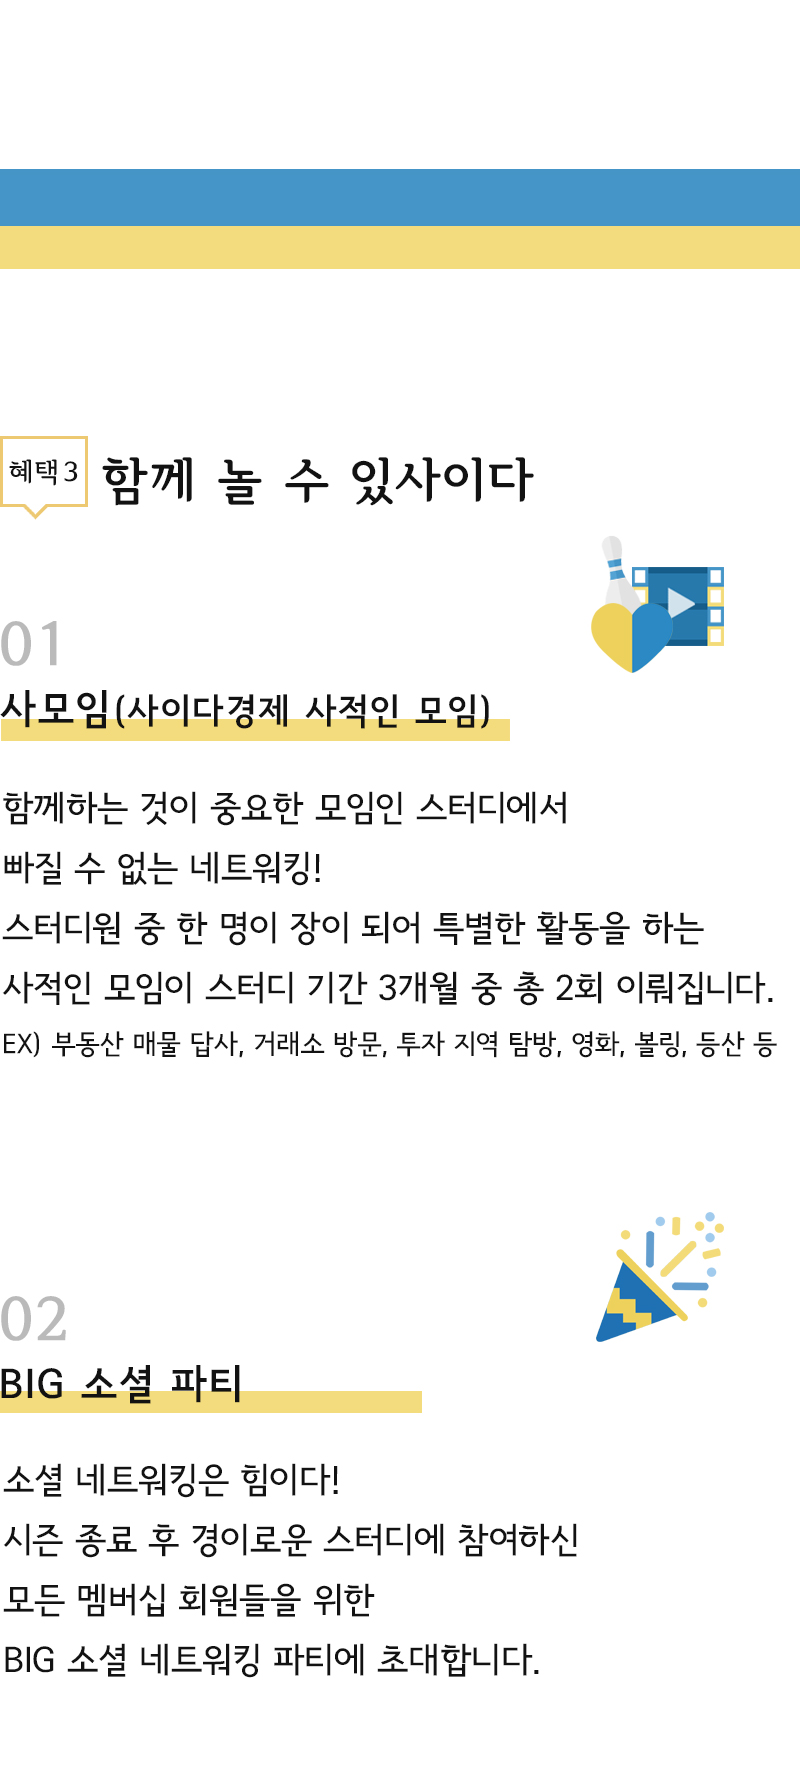 혜택 3
함께 놀 수 있사이다
01
사모임(사이다경제 사적인 모임)
함께하는 것이 중요한 모임인 스터디에서
빠질 수 없는 네트워킹!
스터디원 중 한 명이 장이 되어 특별한 활동을 하는
사적인 모임이 스터디 기간 3개월 중 총 2회 이뤄집니다.
EX) 부동산 매물 답사, 거래소 방문, 투자 지역 탐방, 영화, 볼링, 등산 등
02
BIG 소셜 파티
소셜 네트워킹은 힘이다!
시즌 종료 후 경이로운 스터디에 참여하신
모든 멤버십 회원들을 위한
BIG 소셜 네트워킹 파티에 초대합니다.